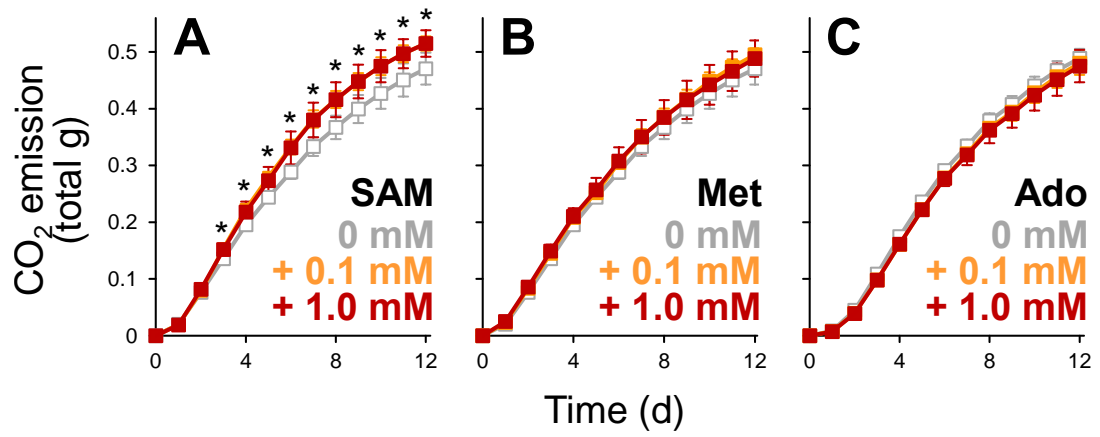 A
B
C
* * * * * * * * * *
CO2 emission
(total g)
0.5
0.4
0.3
0.2
0.1
0
SAM
0 mM
+ 0.1 mM
+ 1.0 mM
Met
0 mM
+ 0.1 mM
+ 1.0 mM
Ado
0 mM
+ 0.1 mM
+ 1.0 mM
0 4 8 12
0 4 8 12
0 4 8 12
Time (d)